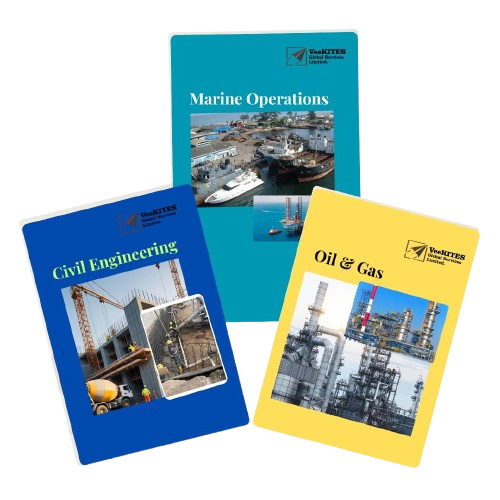 VeeKITES
Global Services
Limited.
Marine Operations
VeeKITES
Global Services
Limited.
Civil Engineering
VeeKITES
Global Services
Limited.
Oil & Gas